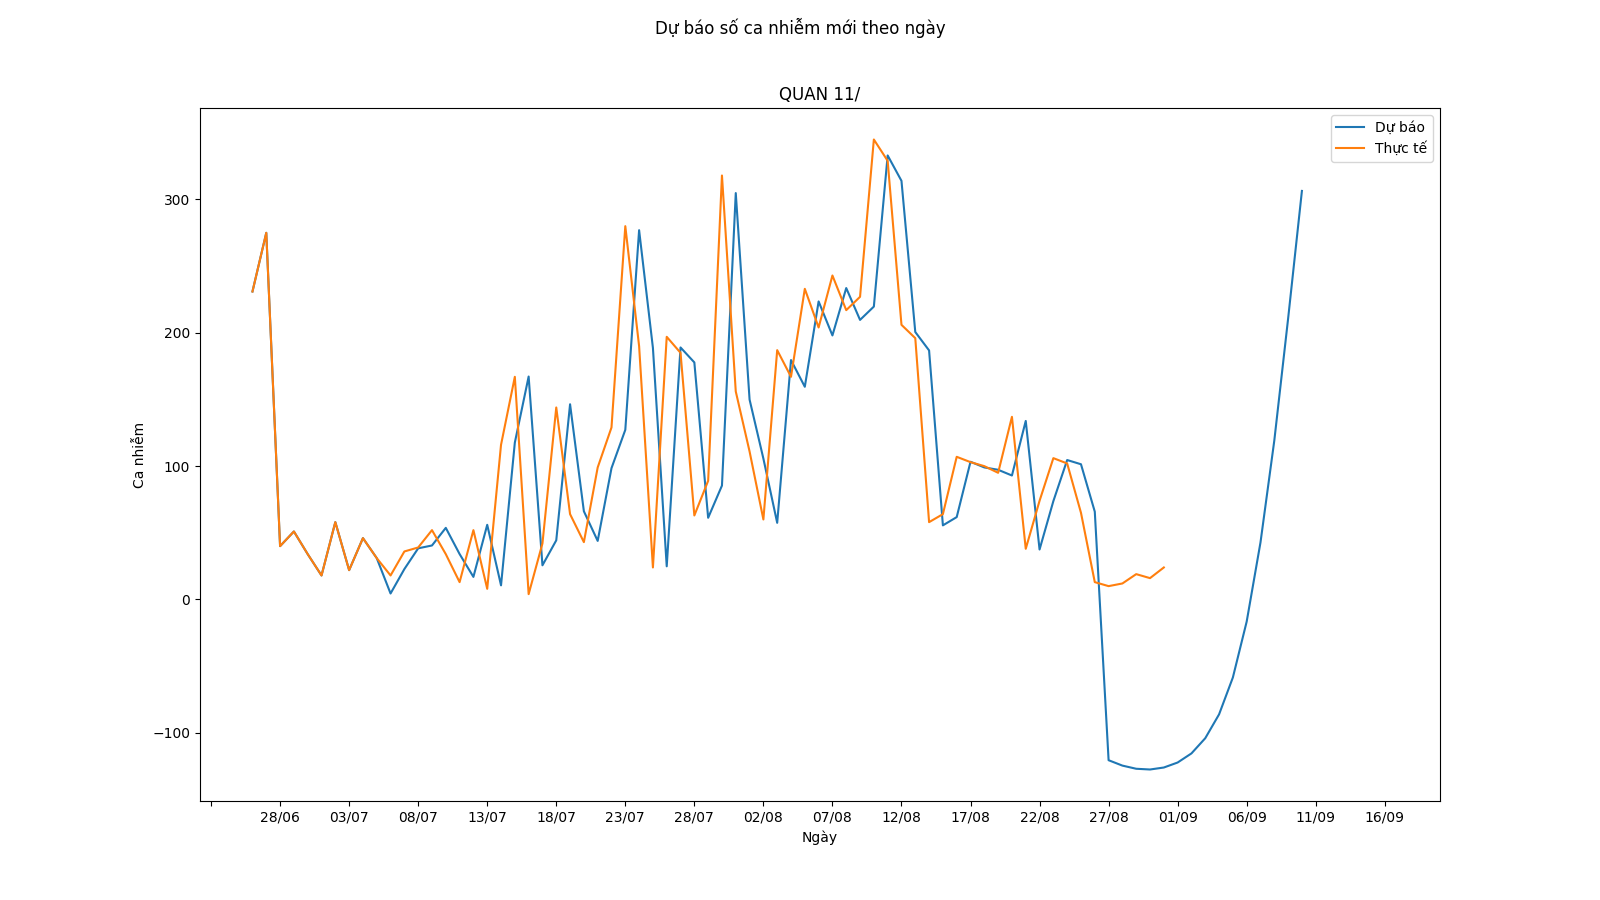 Dự báo số ca nhiễm mới theo ngày
QUAN 11/
Dự báo
Thực tế
Ca nhiễm
300
200
100
0
−100
28/06 03/07 08/07 13/07 18/07 23/07 28/07 02/08 07/08 12/08 17/08 22/08 27/08 01/09 06/09 11/09 16/09
Ngày